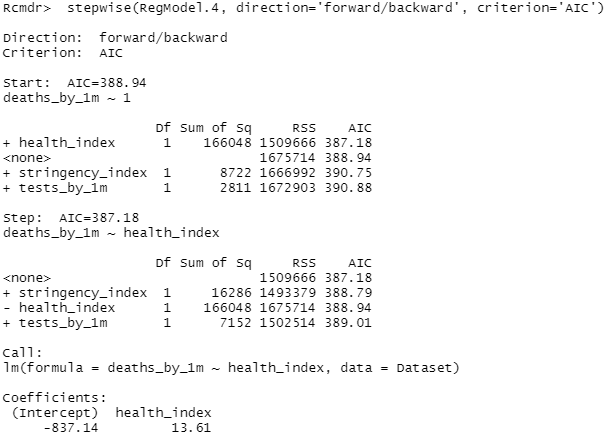 Rcmdr>  stepwise(RegModel.4, direction='forward/backward', criterion='AIC')
Direction:  forward/backward
Criterion:  AIC
Start:  AIC=388.94
deaths_by_1m ~ 1
                   Df Sum of Sq     RSS    AIC
+ health_index      1    166048 1509666 387.18
<none>                          1675714 388.94
+ stringency_index  1      8722 1666992 390.75
+ tests_by_1m       1      2811 1672903 390.88
Step:  AIC=387.18
deaths_by_1m ~ health_index
                   Df Sum of Sq     RSS    AIC
<none>                          1509666 387.18
+ stringency_index  1     16286 1493379 388.79
- health_index      1    166048 1675714 388.94
+ tests_by_1m       1      7152 1502514 389.01
Call:
lm(formula = deaths_by_1m ~ health_index, data = Dataset)
Coefficients:
 (Intercept)  health_index
     -837.14         13.61